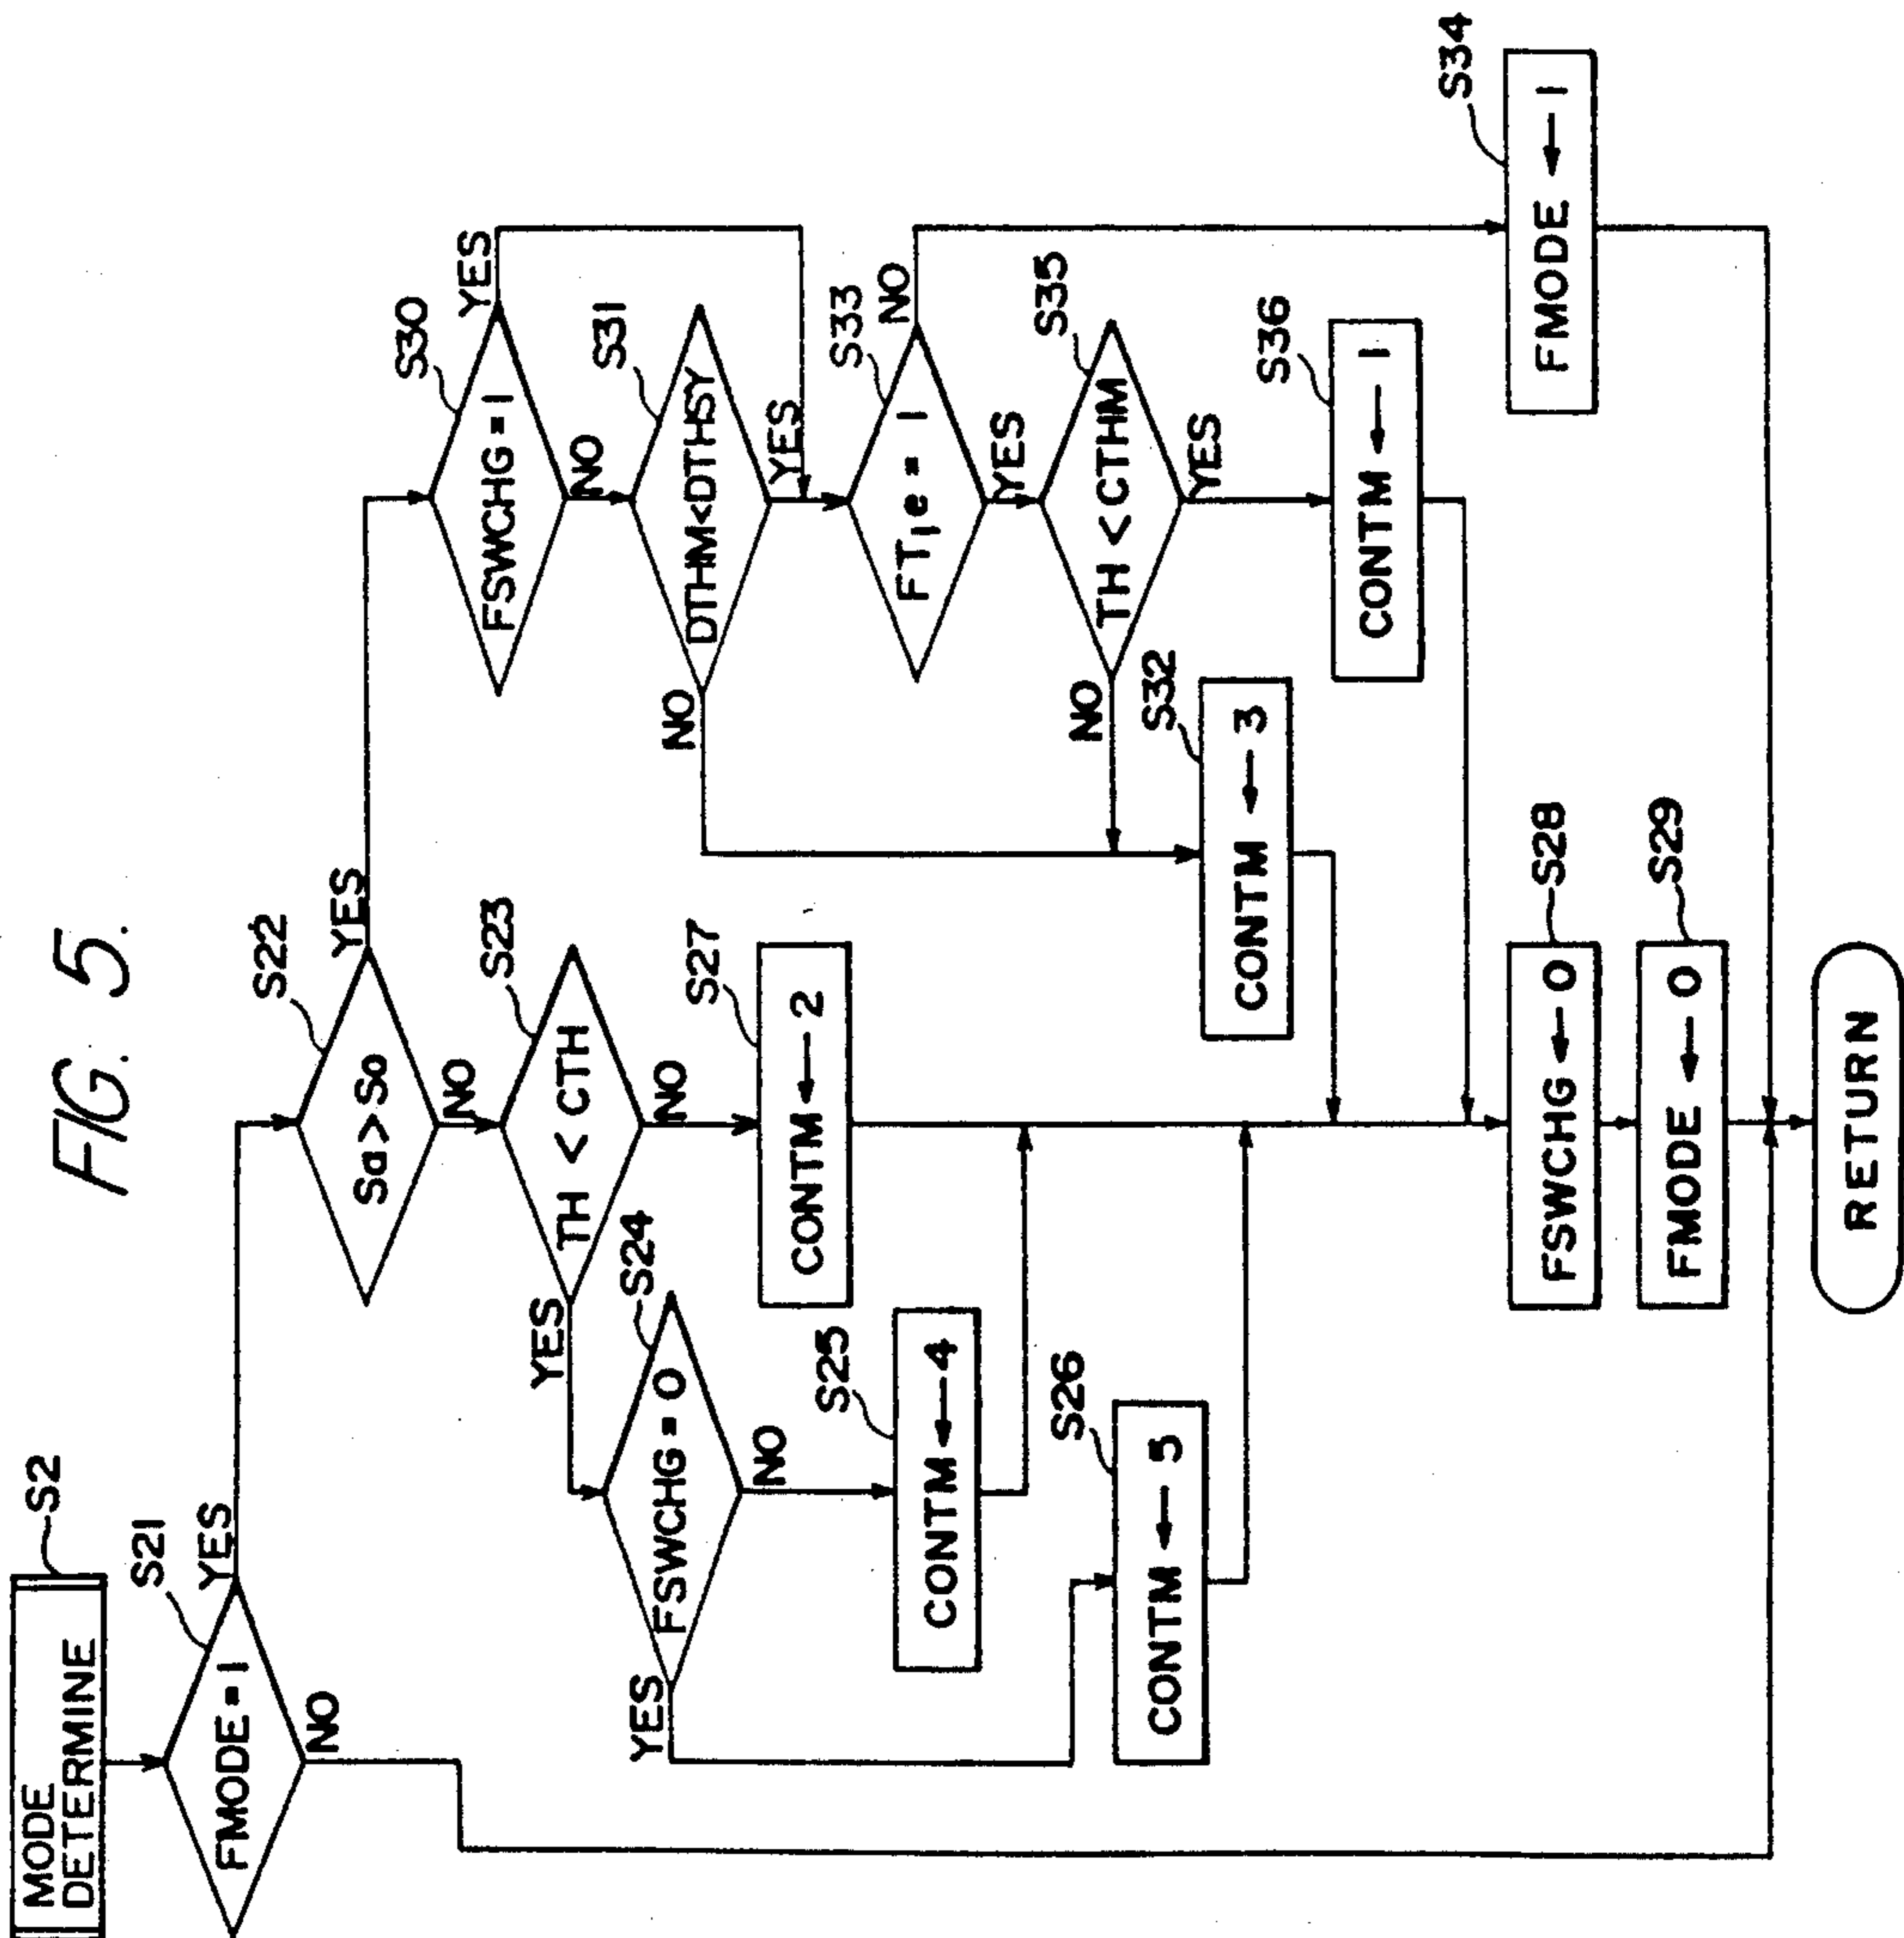 FIG. 5.
MODE
DETERMINE
S2
FMODE = 1
S21
YES
NO
Sa > So
S22
YES
NO
TH < CTH
S23
YES
NO
FSWCHG = 0
S24
YES
NO
CONTM ← 4
S25
CONTM ← 5
S26
CONTM ← 2
S27
FSWCHG = 1
S30
YES
NO
DTHM<DTHSY
S31
NO
YES
FT₁e = 1
S33
NO
YES
TH < CTHM
S35
NO
YES
CONTM ← 3
S32
CONTM ← 1
S36
FMODE ← 1
S34
FSWCHG ← 0
S28
FMODE ← 0
S29
RETURN